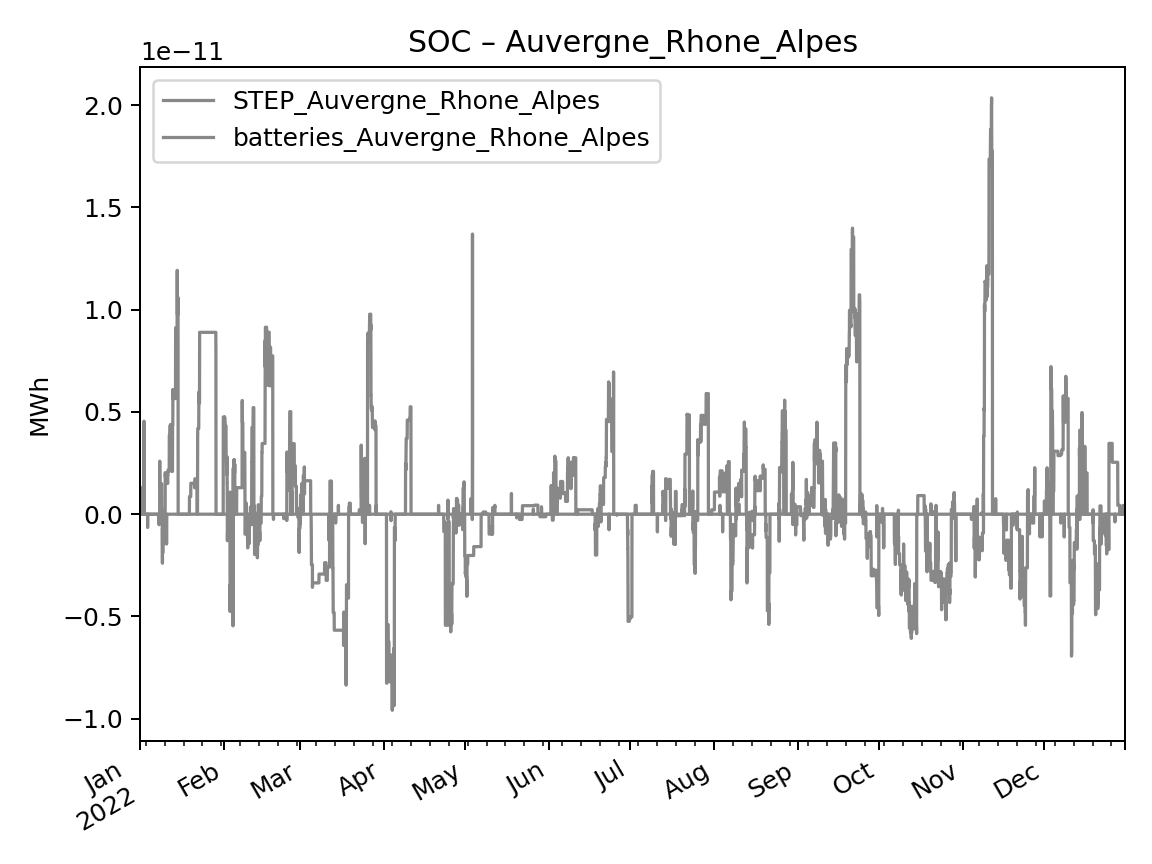 SOC – Auvergne_Rhone_Alpes
1e−11
STEP_Auvergne_Rhone_Alpes
batteries_Auvergne_Rhone_Alpes
MWh
2.0
1.5
1.0
0.5
0.0
−0.5
−1.0
Jan
2022
Feb
Mar
Apr
May
Jun
Jul
Aug
Sep
Oct
Nov
Dec